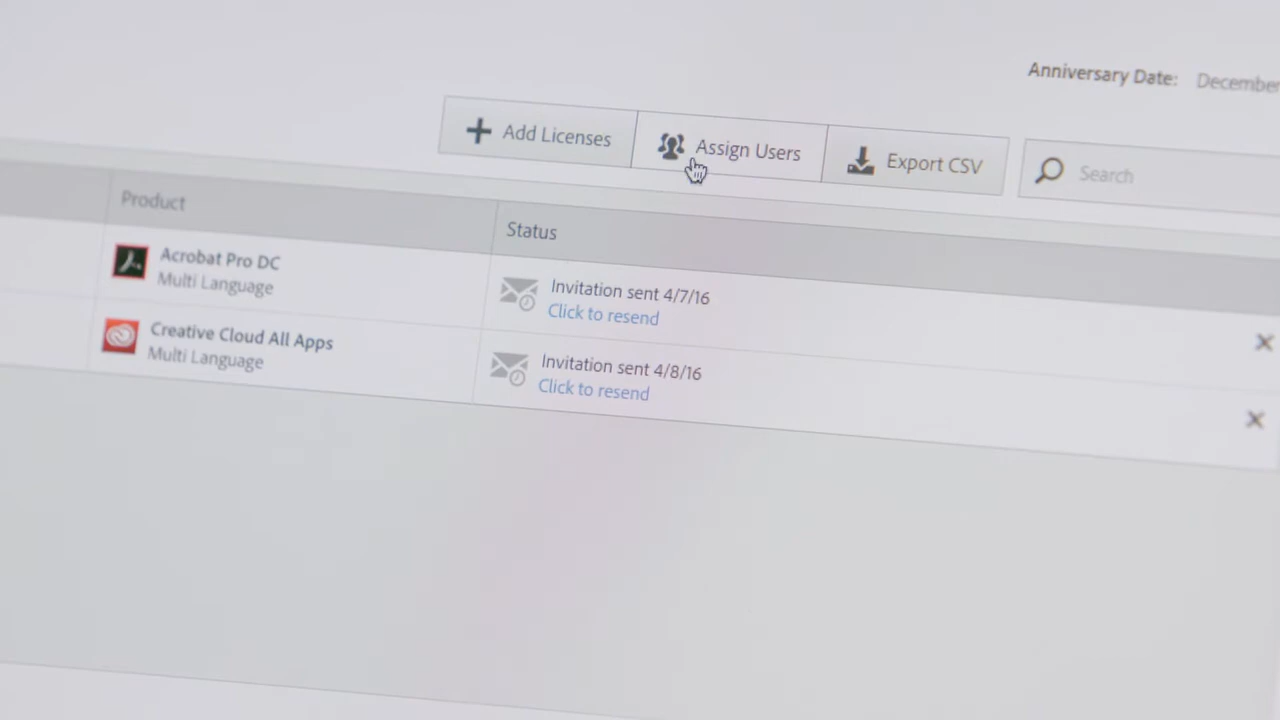 Anniversary Date: December
Add Licenses
Assign Users
Export CSV
Search
Product
Status
Acrobat Pro DC
Multi Language
Invitation sent 4/7/16
Click to resend
Creative Cloud All Apps
Multi Language
Invitation sent 4/8/16
Click to resend